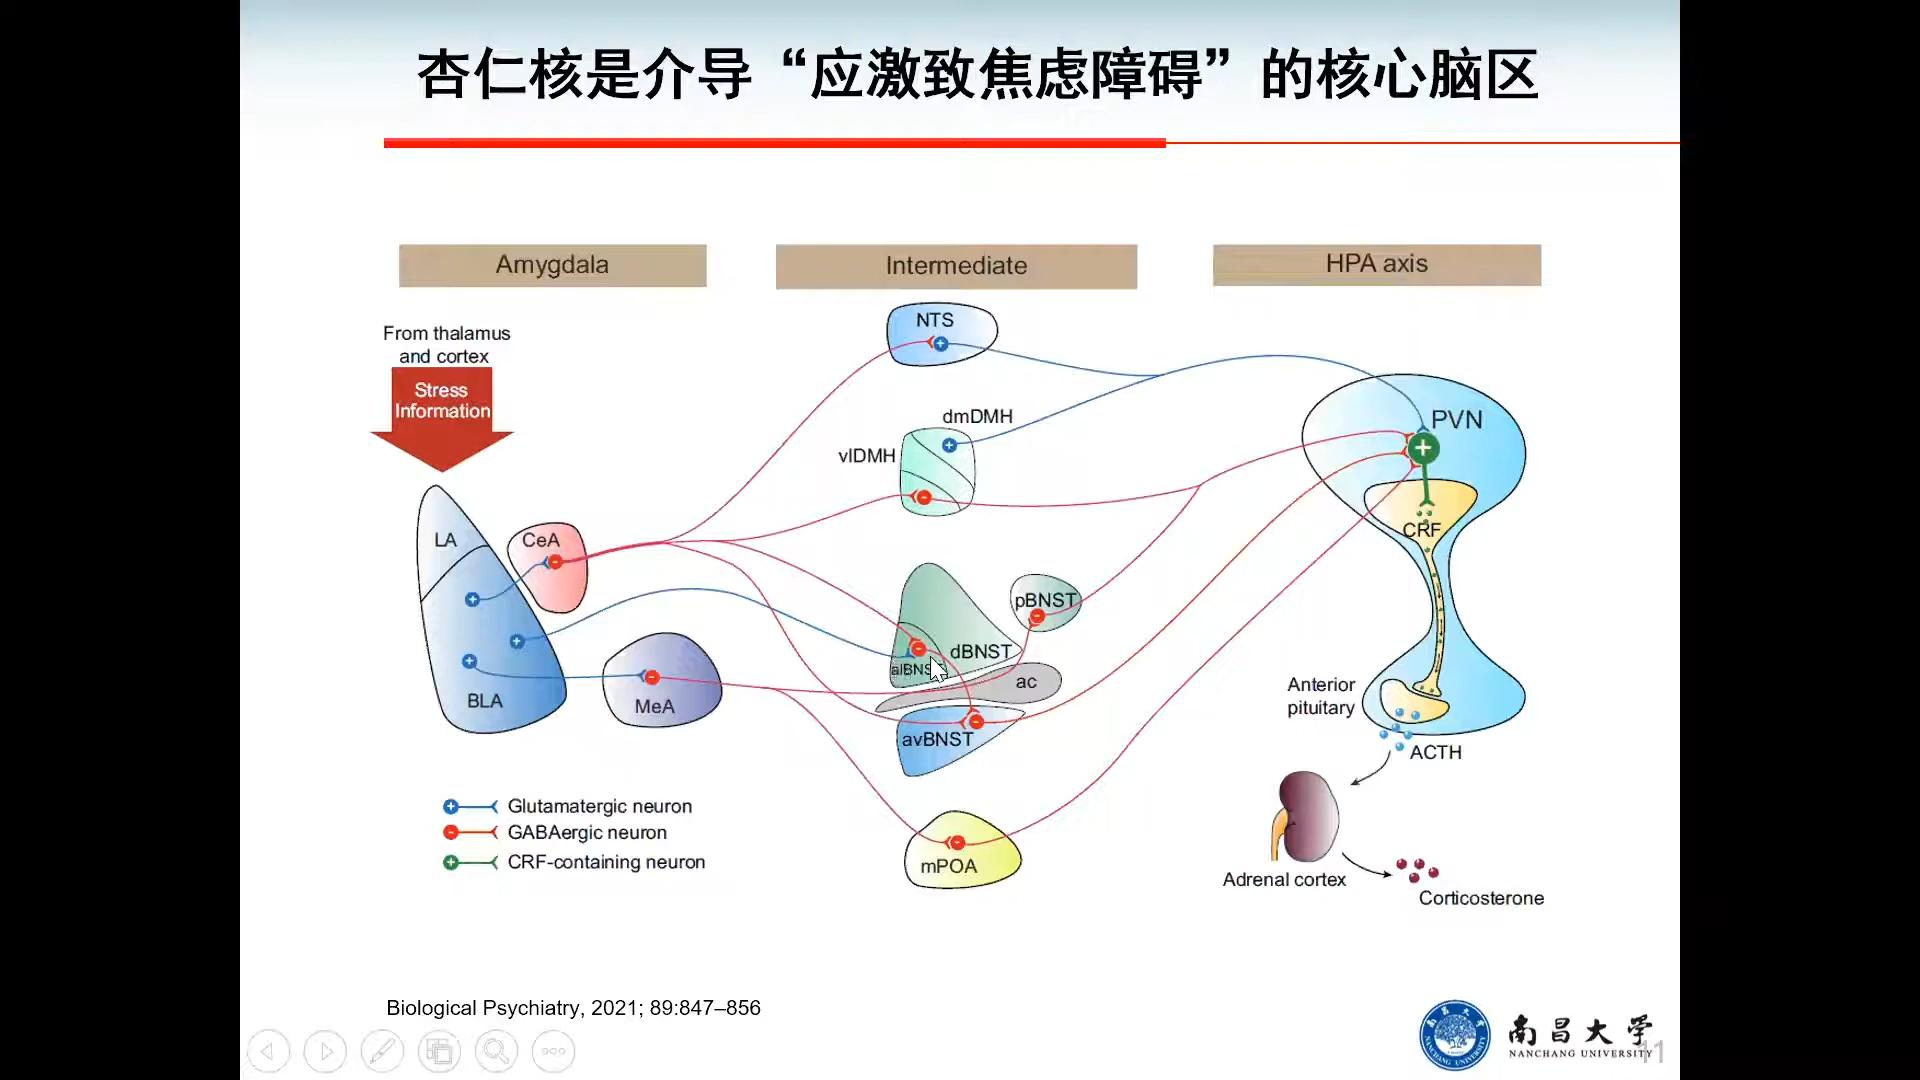 杏仁核是介导“应激致焦虑障碍”的核心脑区
Amygdala
Intermediate
HPA axis
From thalamus
and cortex
Stress
Information
LA
CeA
BLA
MeA
NTS
dmDMH
vlDMH
pBNST
dBNST
alBNST
ac
avBNST
mPOA
PVN
CRF
Anterior
pituitary
ACTH
Adrenal cortex
Corticosterone
Glutamatergic neuron
GABAergic neuron
CRF-containing neuron
Biological Psychiatry, 2021; 89:847–856
南昌大学
NANCHANG UNIVERSITY
11